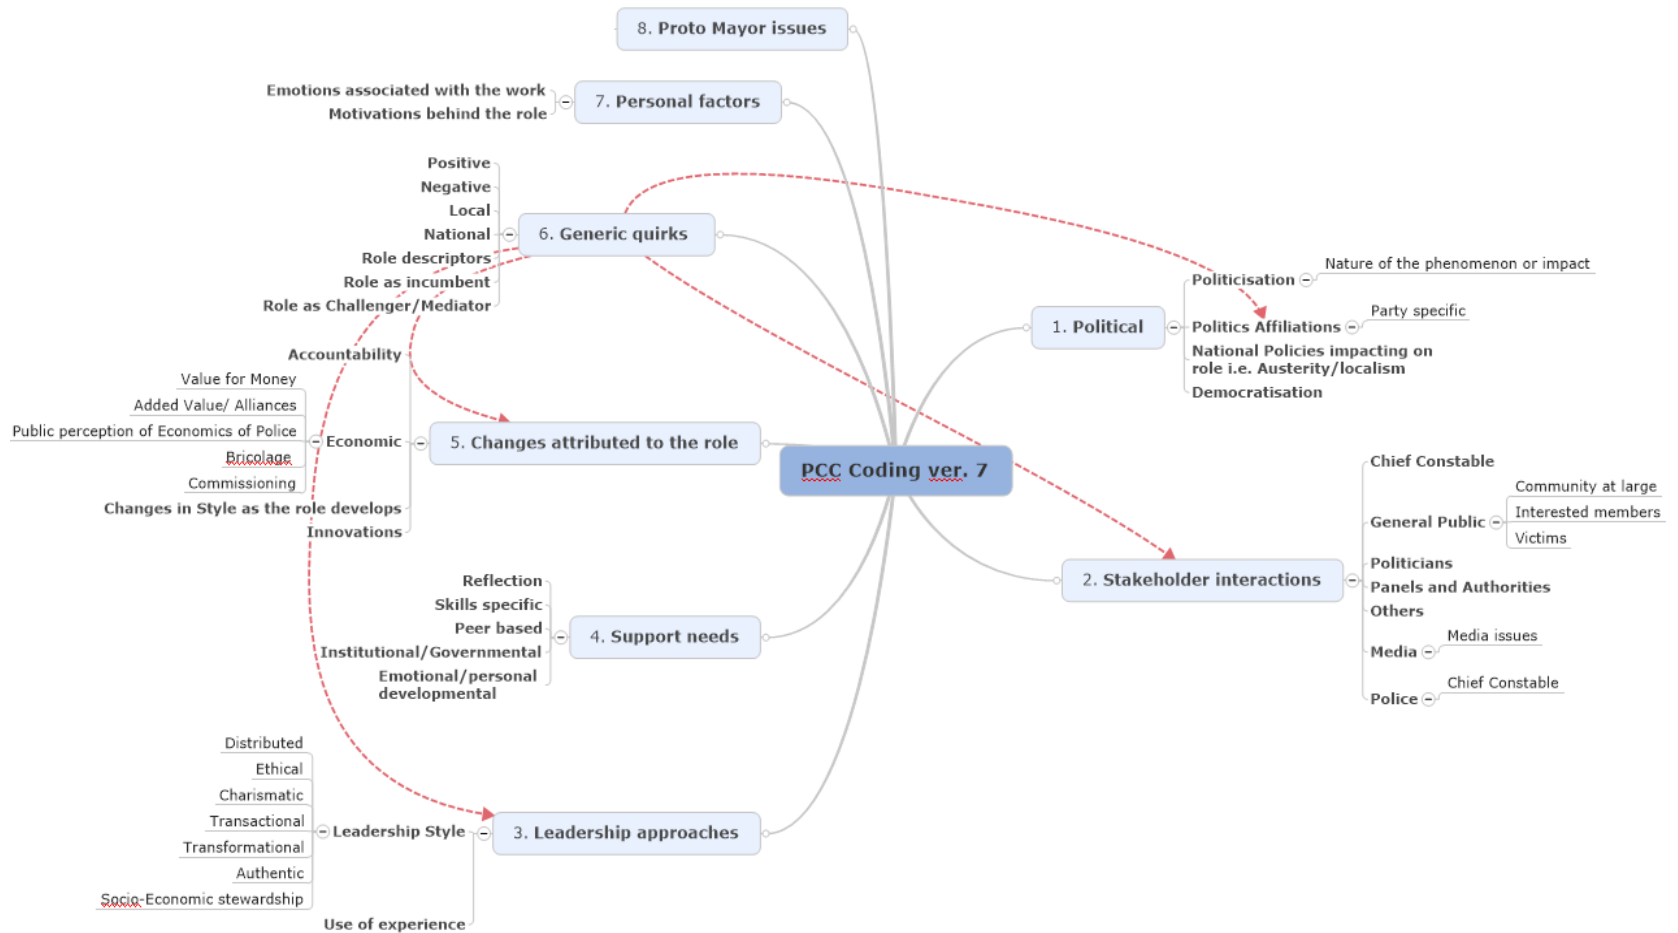 8. Proto Mayor issues
7. Personal factors
Emotions associated with the work
Motivations behind the role
6. Generic quirks
Positive
Negative
Local
National
Role descriptors
Role as incumbent
Role as Challenger/Mediator
5. Changes attributed to the role
Accountability
Economic
Value for Money
Added Value/ Alliances
Public perception of Economics of Police
Bricolage
Commissioning
Changes in Style as the role develops
Innovations
4. Support needs
Reflection
Skills specific
Peer based
Institutional/Governmental
Emotional/personal
developmental
3. Leadership approaches
Leadership Style
Distributed
Ethical
Charismatic
Transactional
Transformational
Authentic
Socio-Economic stewardship
Use of experience
PCC Coding ver. 7
1. Political
Politicisation
Nature of the phenomenon or impact
Politics Affiliations
Party specific
National Policies impacting on
role i.e. Austerity/localism
Democratisation
2. Stakeholder interactions
Chief Constable
General Public
Community at large
Interested members
Victims
Politicians
Panels and Authorities
Others
Media
Media issues
Police
Chief Constable